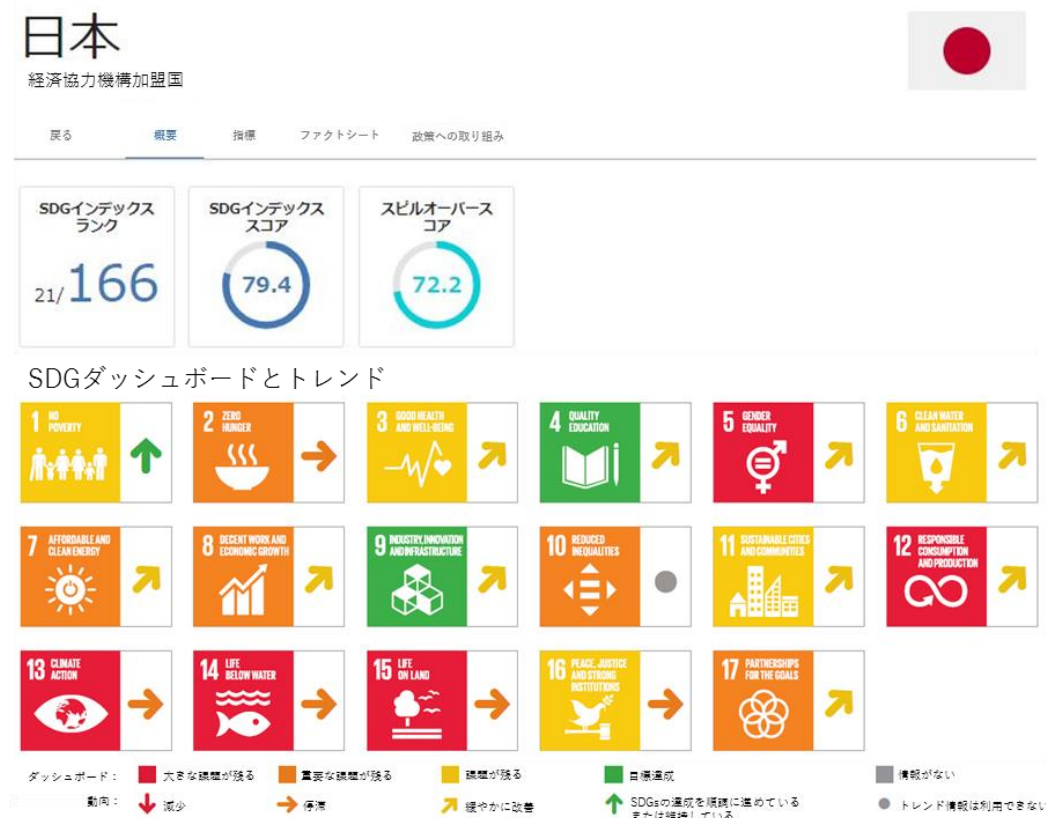 日本
経済協力機構加盟国
戻る 概要 指標 ファクトシート 政策への取り組み
SDGインデックス
ランク
21/166
SDGインデックス
スコア
79.4
スピルオーバース
コア
72.2
SDGダッシュボードとトレンド
1 NO
POVERTY
2 ZERO
HUNGER
3 GOOD HEALTH
AND WELL-BEING
4 QUALITY
EDUCATION
5 GENDER
EQUALITY
6 CLEAN WATER
AND SANITATION
7 AFFORDABLE AND
CLEAN ENERGY
8 DECENT WORK AND
ECONOMIC GROWTH
9 INDUSTRY, INNOVATION
AND INFRASTRUCTURE
10 REDUCED
INEQUALITIES
11 SUSTAINABLE CITIES
AND COMMUNITIES
12 RESPONSIBLE
CONSUMPTION
AND PRODUCTION
13 CLIMATE
ACTION
14 LIFE
BELOW WATER
15 LIFE
ON LAND
16 PEACE, JUSTICE
AND STRONG
INSTITUTIONS
17 PARTNERSHIPS
FOR THE GOALS
ダッシュボード： 大きな課題が残る 重要な課題が残る 課題が残る 目標達成 情報がない
動向： 減少 停滞 緩やかに改善 SDGsの達成を順調に進めている
または維持している トレンド情報は利用できない